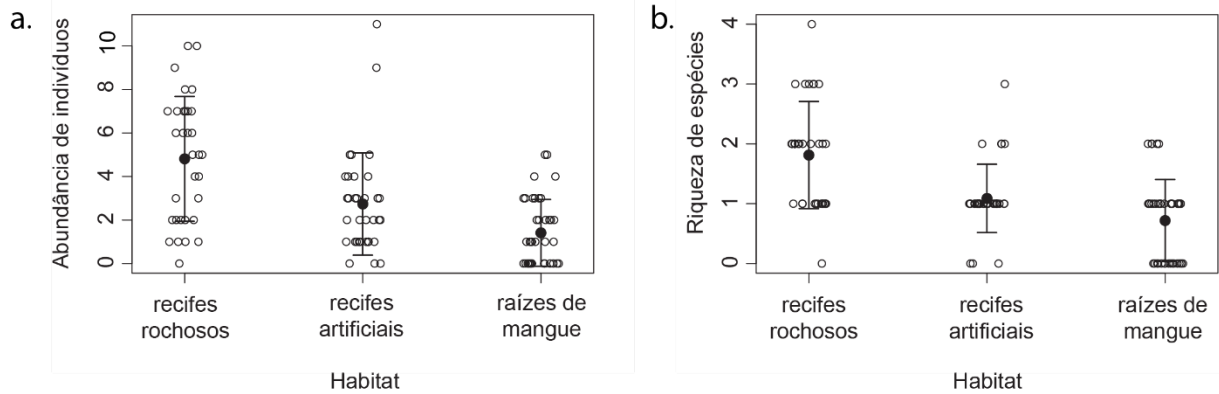 a.
Abundância de indivíduos
10
8
6
4
2
0
recifes rochosos
recifes artificiais
raízes de mangue
Habitat
b.
Riqueza de espécies
4
3
2
1
0
recifes rochosos
recifes artificiais
raízes de mangue
Habitat